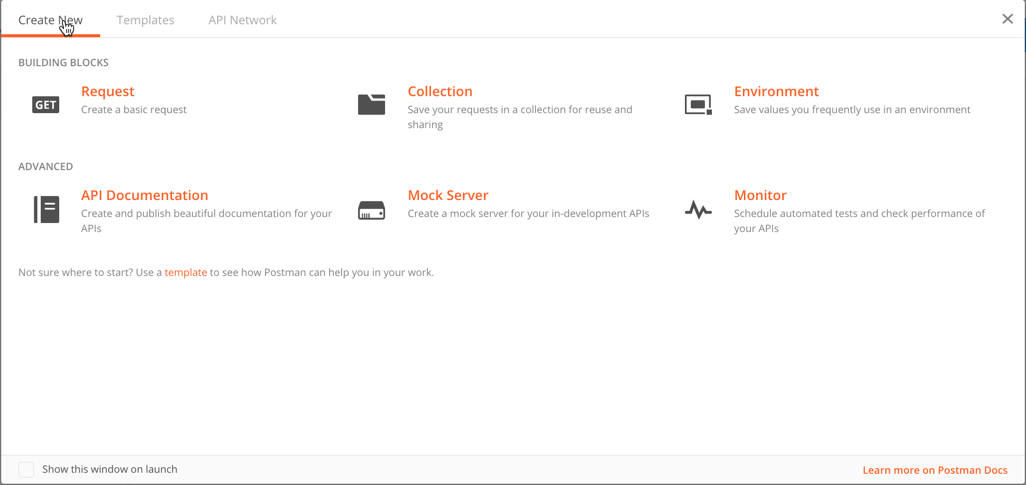 Create New
Templates
API Network
BUILDING BLOCKS
GET
Request
Create a basic request
Collection
Save your requests in a collection for reuse and
sharing
Environment
Save values you frequently use in an environment
ADVANCED
API Documentation
Create and publish beautiful documentation for your
APIs
Mock Server
Create a mock server for your in-development APIs
Monitor
Schedule automated tests and check performance of
your APIs
Not sure where to start? Use a template to see how Postman can help you in your work.
Show this window on launch
Learn more on Postman Docs